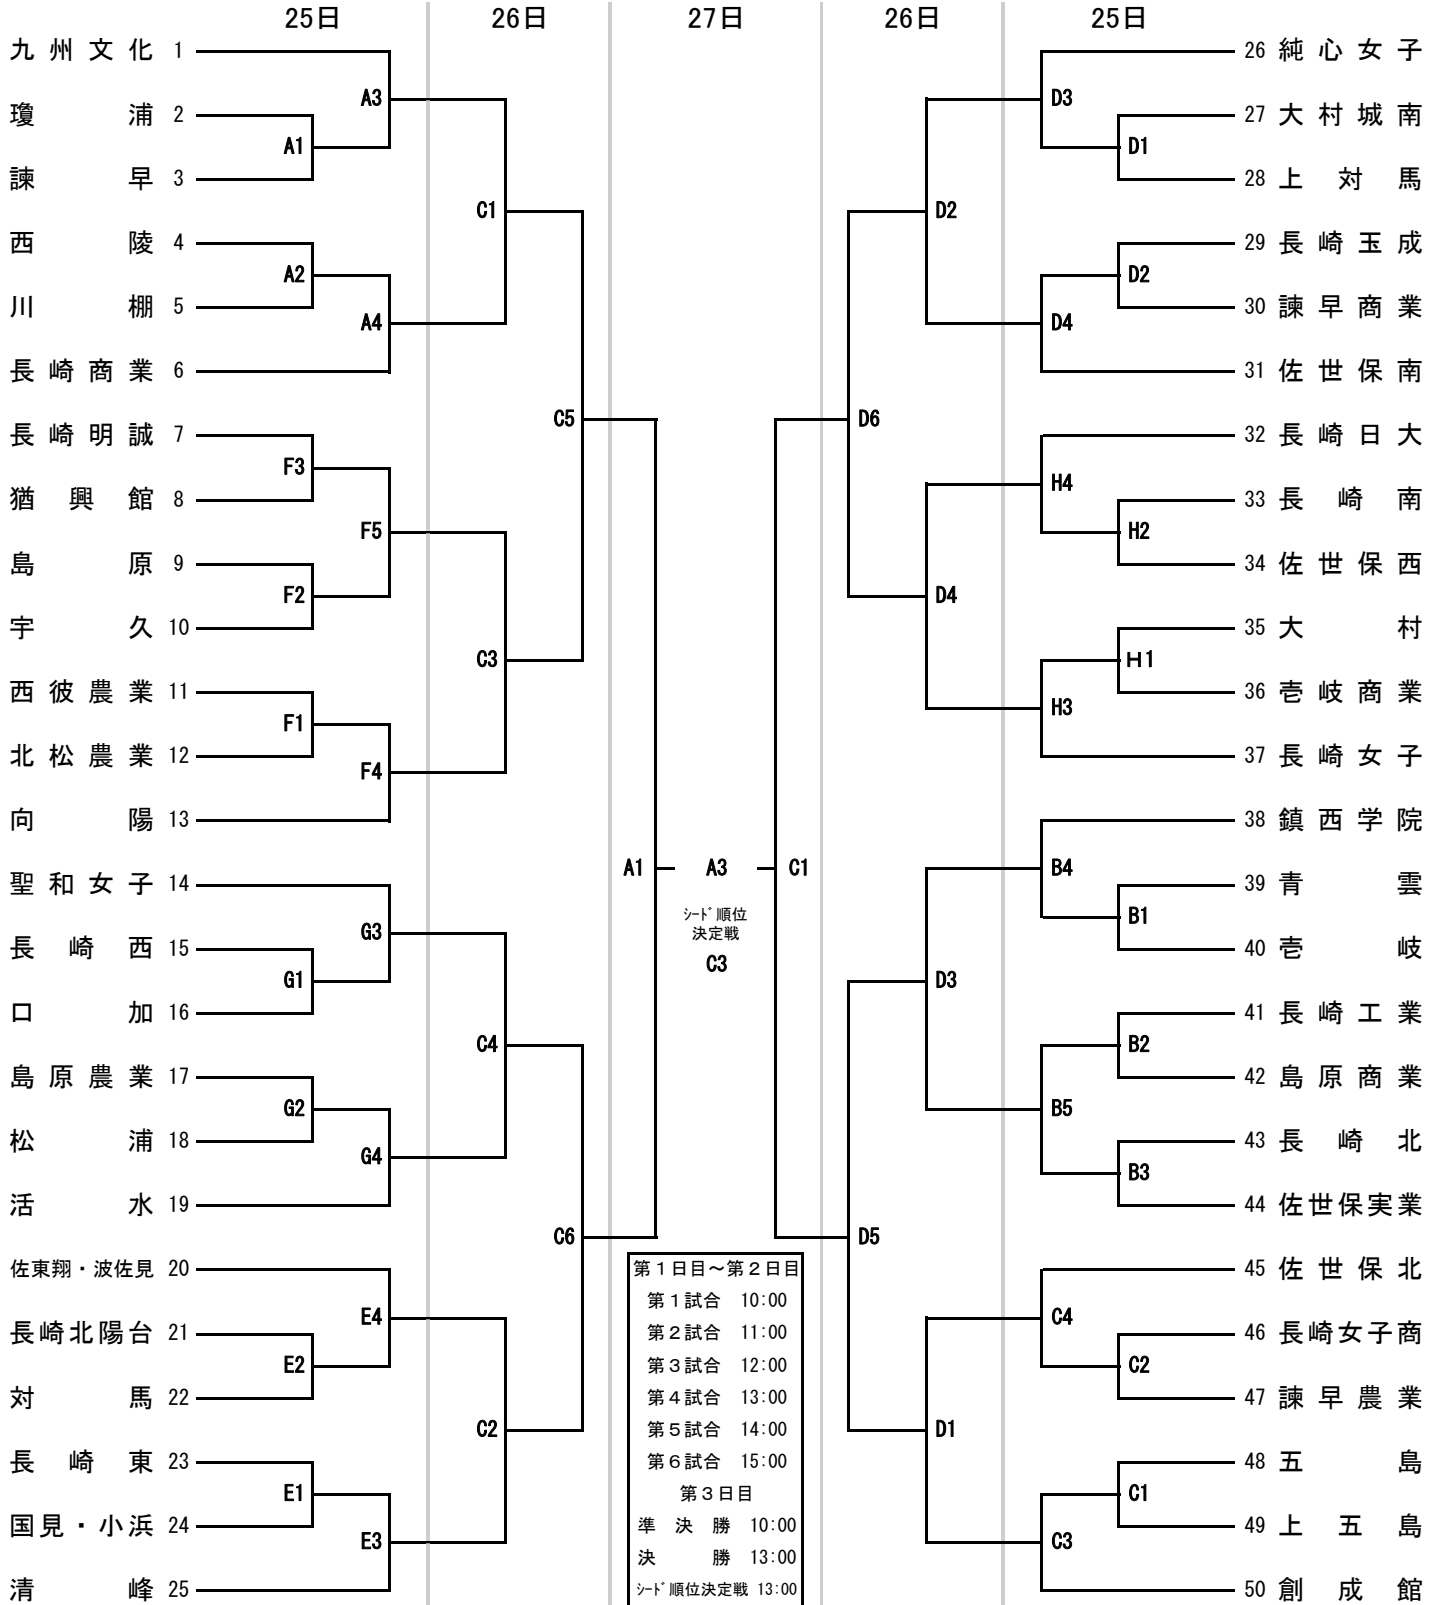 25日 26日 27日 26日 25日
九州文化 1
瓊浦 2
諫早 3
西陵 4
川棚 5
長崎商業 6
長崎明誠 7
猶興館 8
島原 9
宇久 10
西彼農業 11
北松農業 12
向陽 13
聖和女子 14
長崎西 15
口加 16
島原農業 17
松浦 18
活水 19
佐東翔・波佐見 20
長崎北陽台 21
対馬 22
長崎東 23
国見・小浜 24
清峰 25
A3
A1
A2
A4
F3
F5
F2
F1
F4
G3
G1
G2
G4
E4
E2
E1
E3
C1
C3
C4
C2
C5
C6
A1 A3 C1
ｼｰﾄﾞ順位
決定戦
C3
第１日目～第２日目
第１試合 10:00
第２試合 11:00
第３試合 12:00
第４試合 13:00
第５試合 14:00
第６試合 15:00
第３日目
準決勝 10:00
決勝 13:00
ｼｰﾄﾞ順位決定戦 13:00
D6
D5
D2
D4
D3
D1
D3
D1
D2
D4
H4
H2
H1
H3
B4
B1
B2
B5
B3
C4
C2
C1
C3
26 純心女子
27 大村城南
28 上対馬
29 長崎玉成
30 諫早商業
31 佐世保南
32 長崎日大
33 長崎南
34 佐世保西
35 大村
36 壱岐商業
37 長崎女子
38 鎮西学院
39 青雲
40 壱岐
41 長崎工業
42 島原商業
43 長崎北
44 佐世保実業
45 佐世保北
46 長崎女子商
47 諫早農業
48 五島
49 上五島
50 創成館